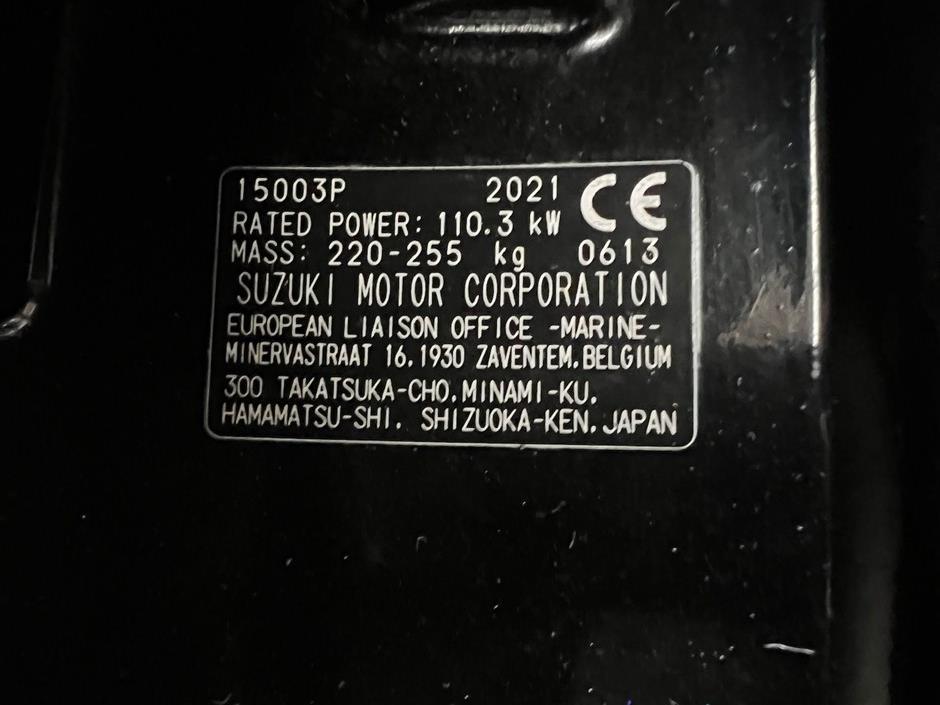 15003P 2021 CE
RATED POWER: 110.3 kW
MASS: 220-255 kg 0613
SUZUKI MOTOR CORPORATION
EUROPEAN LIAISON OFFICE -MARINE-
MINERVASTRAAT 16,1930 ZAVENTEM,BELGIUM
300 TAKATSUKA-CHO,MINAMI-KU,
HAMAMATSU-SHI, SHIZUOKA-KEN, JAPAN